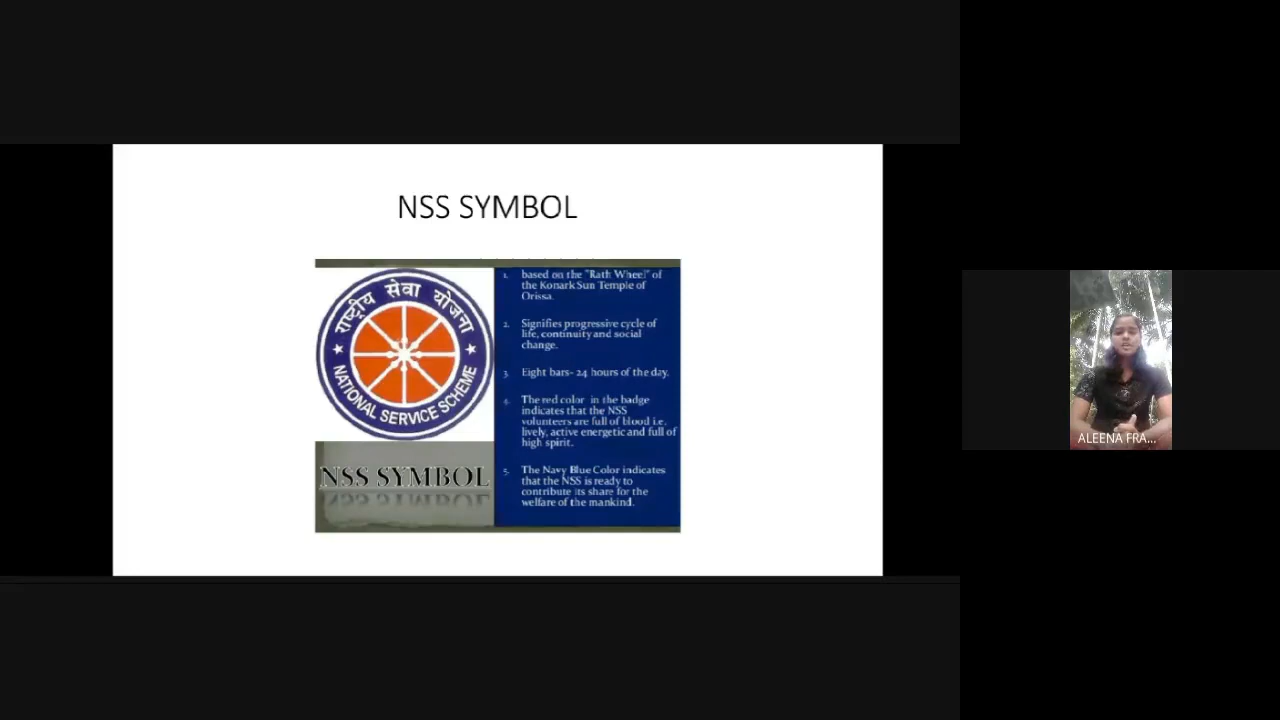 NSS SYMBOL
राष्ट्रीय सेवा योजना
NATIONAL SERVICE SCHEME
NSS SYMBOL
1. based on the "Rath Wheel" of
the Konark Sun Temple of
Orissa.
2. Signifies progressive cycle of
life, continuity and social
change.
3. Eight bars- 24 hours of the day.
4. The red color in the badge
indicates that the NSS
volunteers are full of blood i.e.
lively, active energetic and full of
high spirit.
5. The Navy Blue Color indicates
that the NSS is ready to
contribute its share for the
welfare of the mankind.
ALEENA FRA...